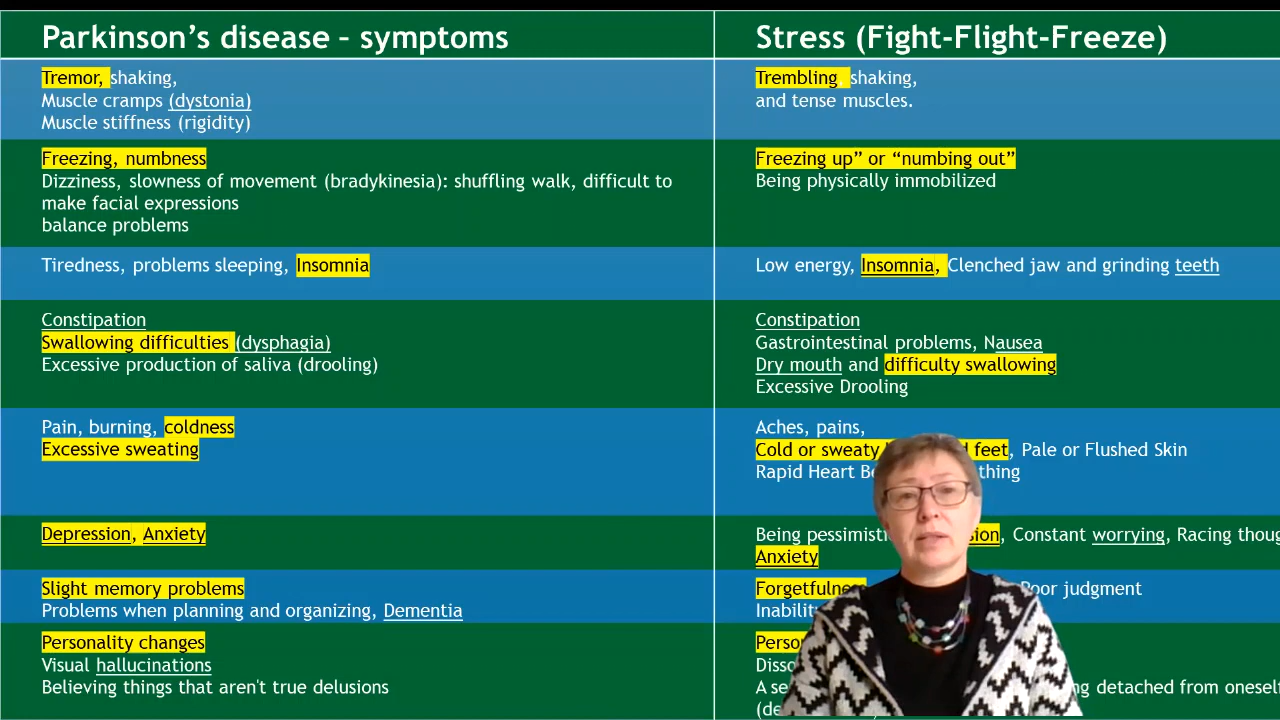 Parkinson’s disease – symptoms
Tremor, shaking,
Muscle cramps (dystonia)
Muscle stiffness (rigidity)
Freezing, numbness
Dizziness, slowness of movement (bradykinesia): shuffling walk, difficult to
make facial expressions
balance problems
Tiredness, problems sleeping, Insomnia
Constipation
Swallowing difficulties (dysphagia)
Excessive production of saliva (drooling)
Pain, burning, coldness
Excessive sweating
Depression, Anxiety
Slight memory problems
Problems when planning and organizing, Dementia
Personality changes
Visual hallucinations
Believing things that aren't true delusions
Stress (Fight-Flight-Freeze)
Trembling, shaking,
and tense muscles.
Freezing up” or “numbing out”
Being physically immobilized
Low energy, Insomnia, Clenched jaw and grinding teeth
Constipation
Gastrointestinal problems, Nausea
Dry mouth and difficulty swallowing
Excessive Drooling
Aches, pains,
Cold or sweaty feet, Pale or Flushed Skin
Rapid Heart
Being Constant worrying, Racing
Anxiety
Poor judgment
A detached from